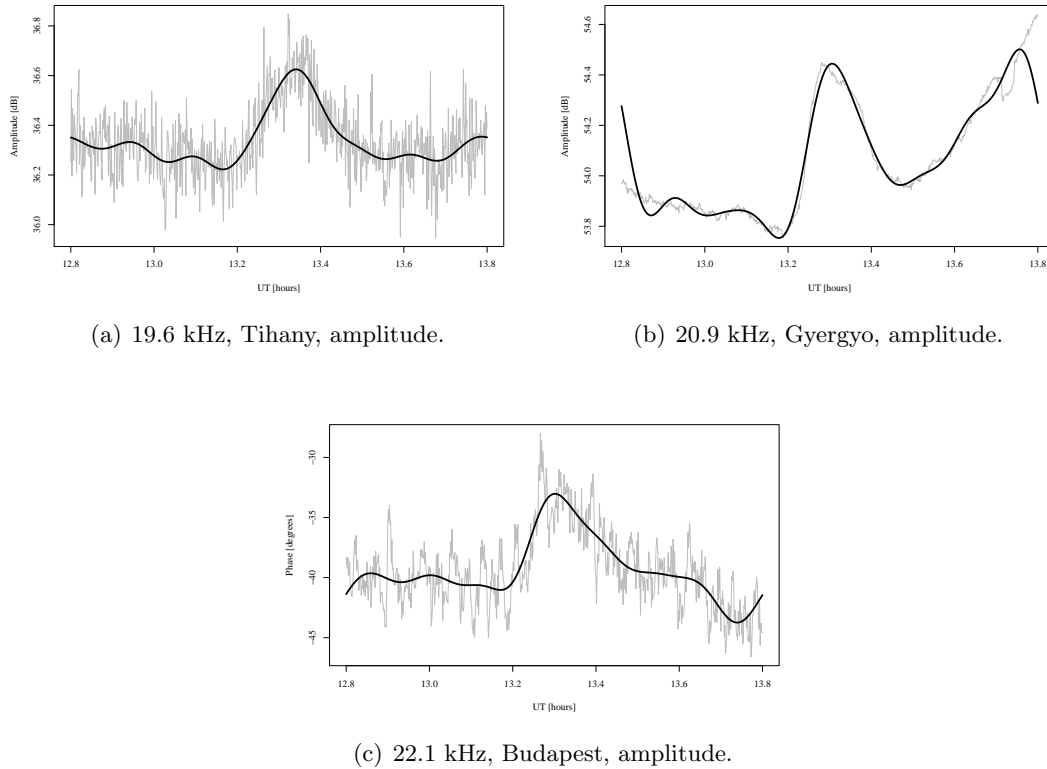 36.8
36.6
36.4
36.2
36.0
Amplitude [dB]
12.8 13.0 13.2 13.4 13.6 13.8
UT [hours]
(a) 19.6 kHz, Tihany, amplitude.
54.6
54.4
54.2
54.0
53.8
Amplitude [dB]
12.8 13.0 13.2 13.4 13.6 13.8
UT [hours]
(b) 20.9 kHz, Gyergyo, amplitude.
−30
−35
−40
−45
Phase [degrees]
12.8 13.0 13.2 13.4 13.6 13.8
UT [hours]
(c) 22.1 kHz, Budapest, amplitude.